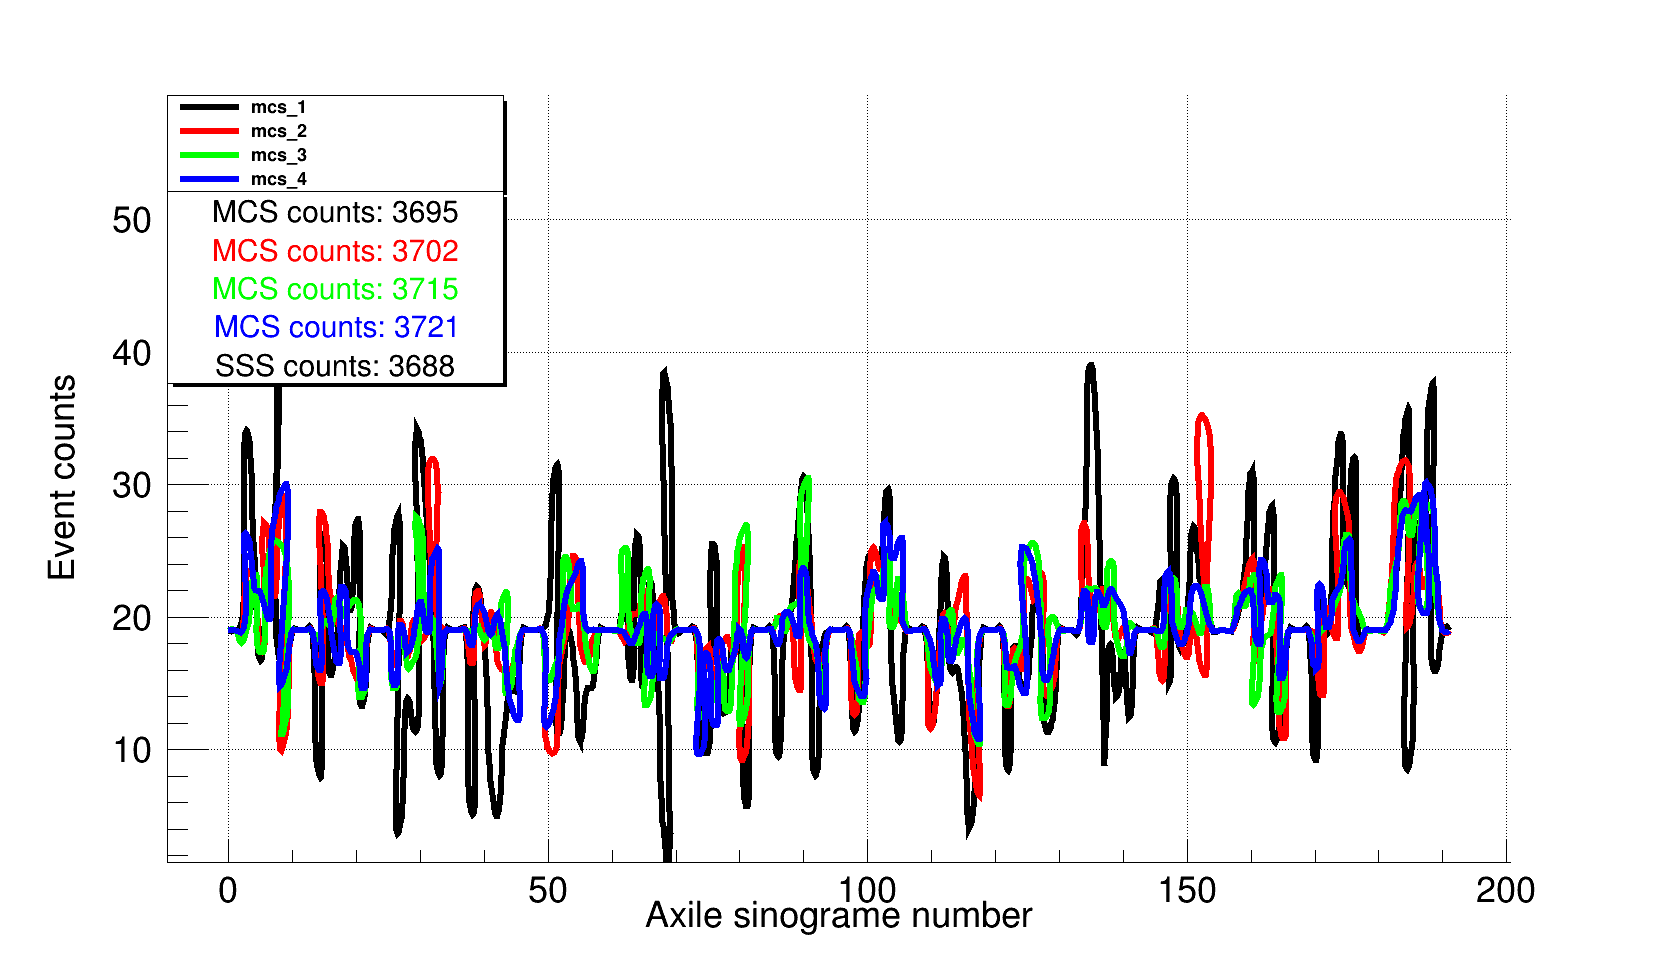 mcs_1
mcs_2
mcs_3
mcs_4
MCS counts: 3695
MCS counts: 3702
MCS counts: 3715
MCS counts: 3721
SSS counts: 3688
50
40
30
20
10
Event counts
0 50 100 150 200
Axile sinograme number